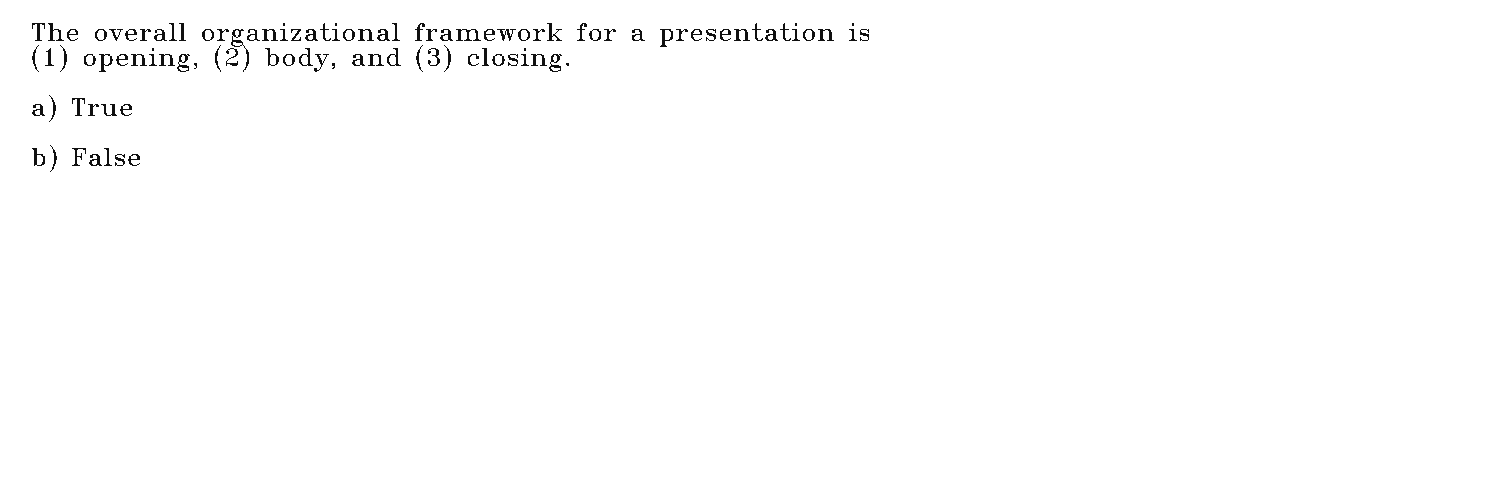 The overall organizational framework for a presentation is
(1) opening, (2) body, and (3) closing.
a) True
b) False